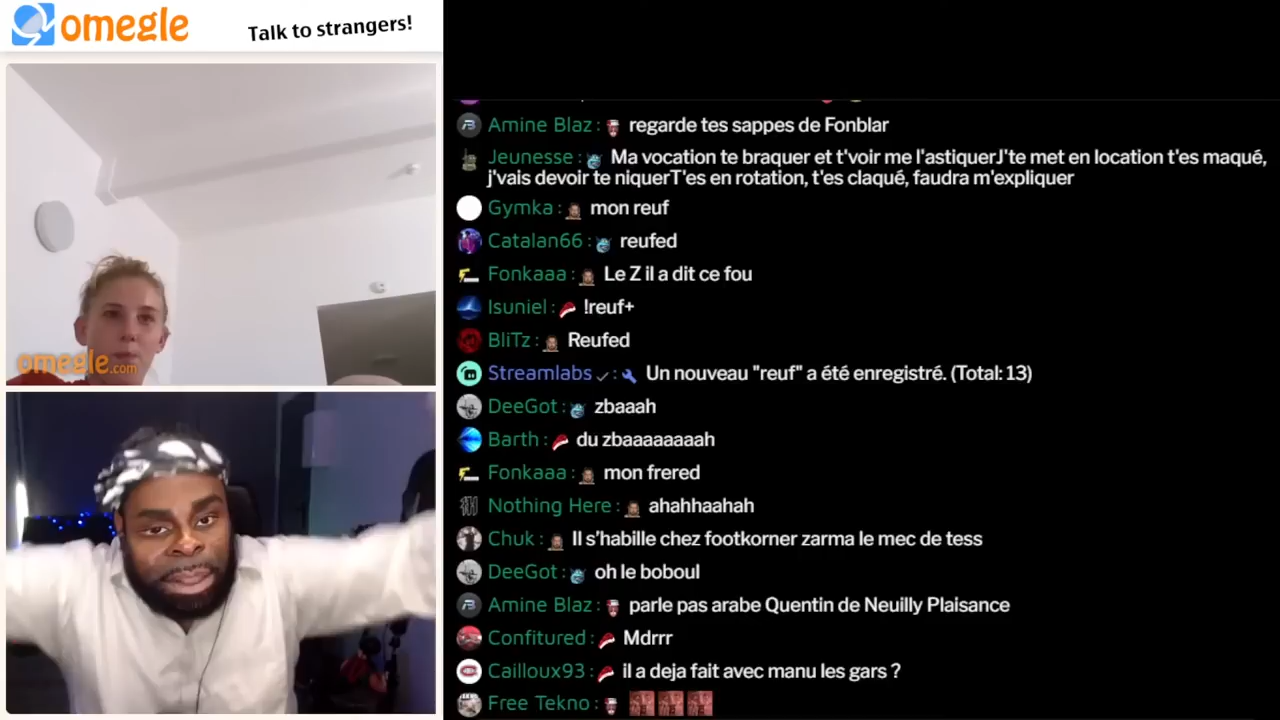 omegle
Talk to strangers!
omegle.com
Amine Blaz : regarde tes sappes de Fonblar
Jeunesse : Ma vocation te braquer et t'voir me l'astiquerJ'te met en location t'es maqué,
j'vais devoir te niquerT'es en rotation, t'es claqué, faudra m'expliquer
Gymka : mon reuf
Catalan66 : reufed
Fonkaaa : Le Z il a dit ce fou
Isuniel : !reuf+
BliTz : Reufed
Streamlabs : Un nouveau "reuf" a été enregistré. (Total: 13)
DeeGot : zbaaah
Barth : du zbaaaaaaaah
Fonkaaa : mon frered
Nothing Here : ahahhaahah
Chuk : Il s'habille chez footkorner zarma le mec de tess
DeeGot : oh le boboul
Amine Blaz : parle pas arabe Quentin de Neuilly Plaisance
Confitured : Mdrrr
Cailloux93 : il a deja fait avec manu les gars ?
Free Tekno :